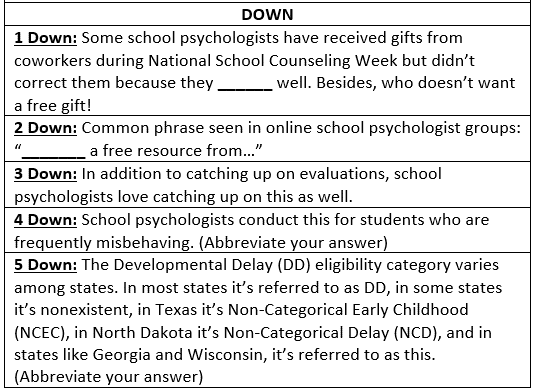 DOWN
1 Down: Some school psychologists have received gifts from
coworkers during National School Counseling Week but didn’t
correct them because they ______ well. Besides, who doesn’t want
a free gift!
2 Down: Common phrase seen in online school psychologist groups:
“_______ a free resource from…”
3 Down: In addition to catching up on evaluations, school
psychologists love catching up on this as well.
4 Down: School psychologists conduct this for students who are
frequently misbehaving. (Abbreviate your answer)
5 Down: The Developmental Delay (DD) eligibility category varies
among states. In most states it’s referred to as DD, in some states
it’s nonexistent, in Texas it’s Non-Categorical Early Childhood
(NCEC), in North Dakota it’s Non-Categorical Delay (NCD), and in
states like Georgia and Wisconsin, it’s referred to as this.
(Abbreviate your answer)